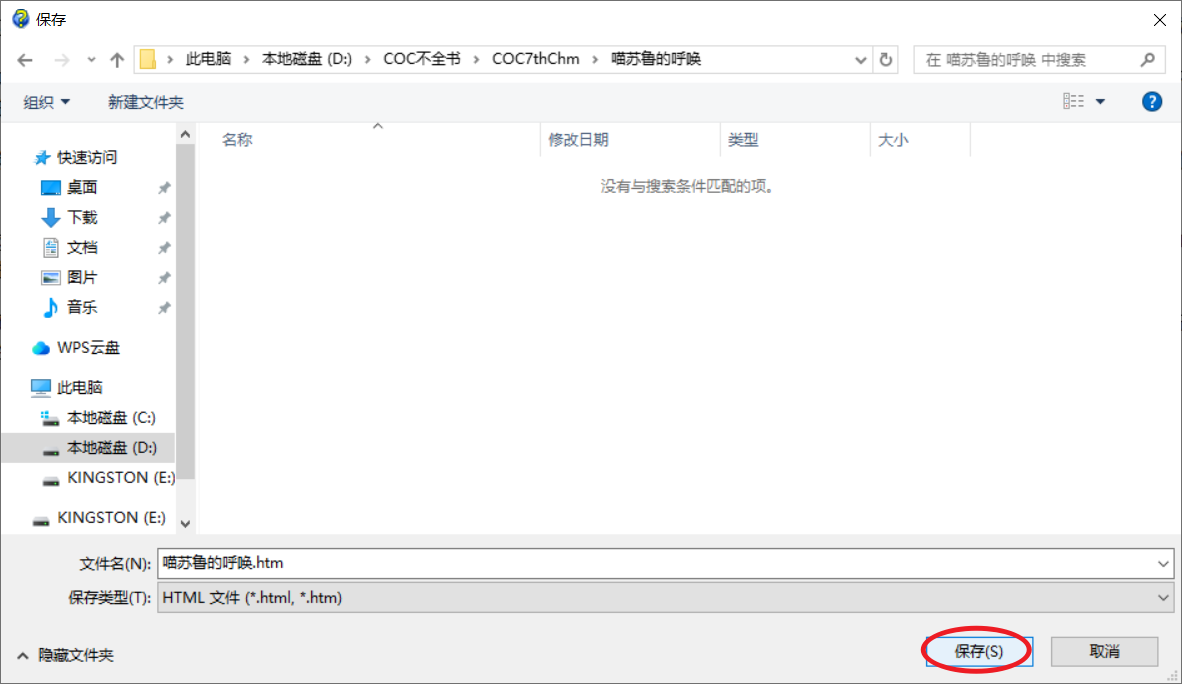 保存
此电脑 › 本地磁盘 (D:) › COC不全书 › COC7thChm › 喵苏鲁的呼唤
在 喵苏鲁的呼唤 中搜索
组织 新建文件夹
名称 修改日期 类型 大小
没有与搜索条件匹配的项。
快速访问
桌面
下载
文档
图片
音乐
WPS云盘
此电脑
本地磁盘 (C:)
本地磁盘 (D:)
KINGSTON (E:)
KINGSTON (E:)
文件名(N): 喵苏鲁的呼唤.htm
保存类型(T): HTML 文件 (*.html, *.htm)
隐藏文件夹 保存(S) 取消